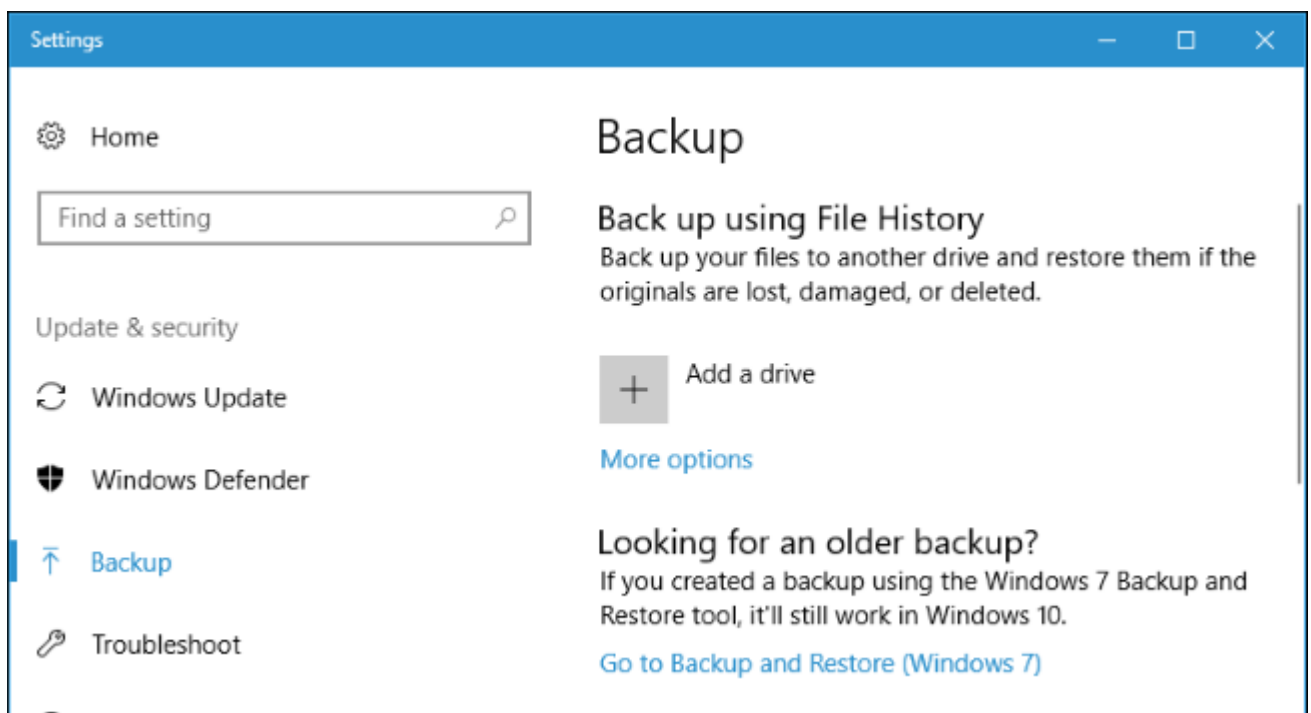 Settings
Home
Find a setting
Update & security
Windows Update
Windows Defender
Backup
Troubleshoot
Backup
Back up using File History
Back up your files to another drive and restore them if the
originals are lost, damaged, or deleted.
Add a drive
More options
Looking for an older backup?
If you created a backup using the Windows 7 Backup and
Restore tool, it'll still work in Windows 10.
Go to Backup and Restore (Windows 7)